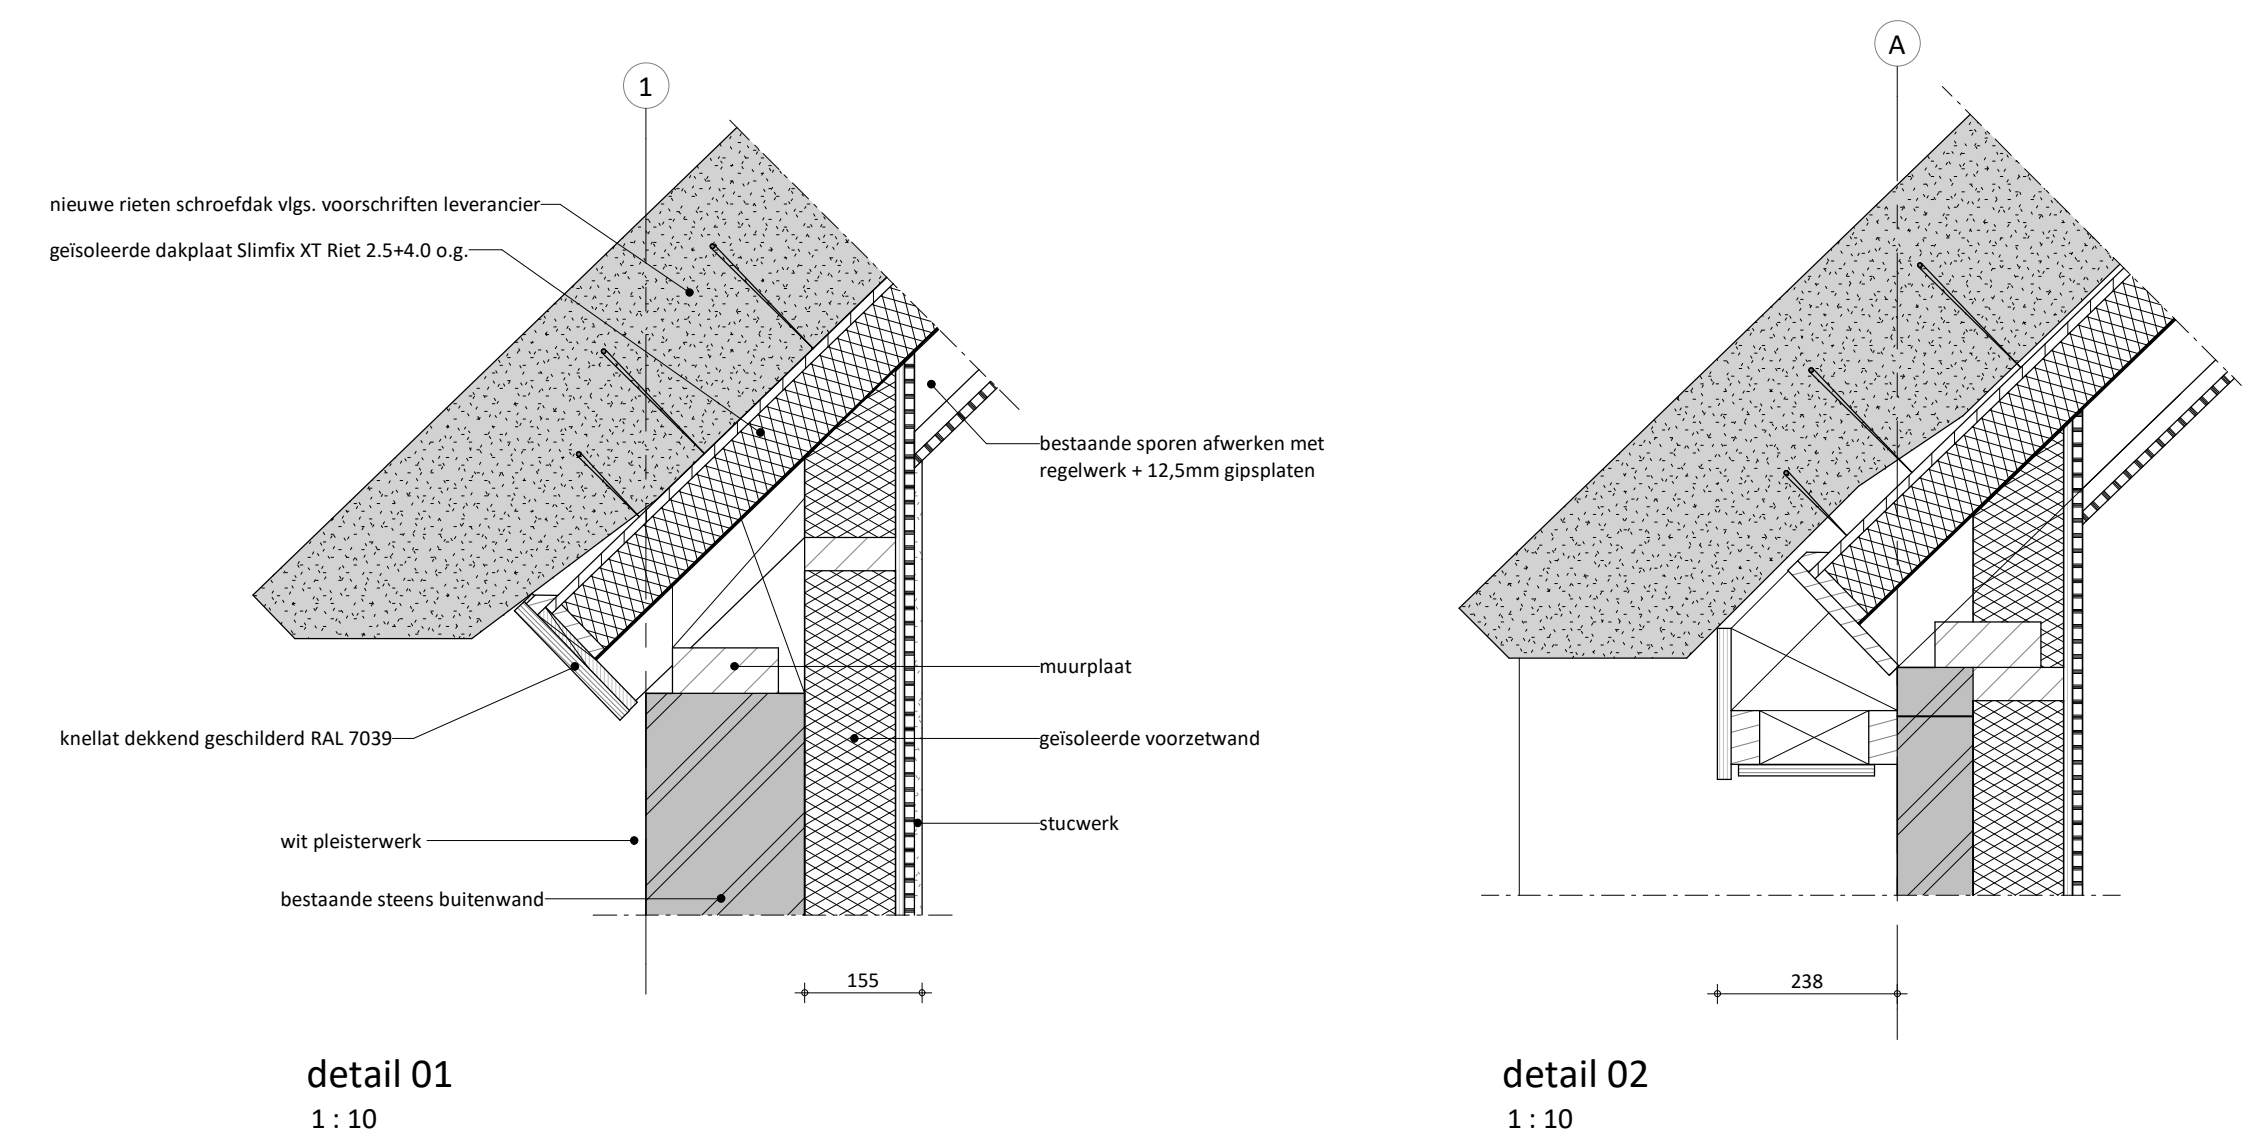 1
A
nieuwe rieten schroefdak vlgs. voorschriften leverancier
geïsoleerde dakplaat Slimfix XT Riet 2.5+4.0 o.g.
bestaande sporen afwerken met
regelwerk + 12,5mm gipsplaten
muurplaat
knellat dekkend geschilderd RAL 7039
geïsoleerde voorzetwand
stucwerk
wit pleisterwerk
bestaande steens buitenwand
155
238
detail 01
1 : 10
detail 02
1 : 10